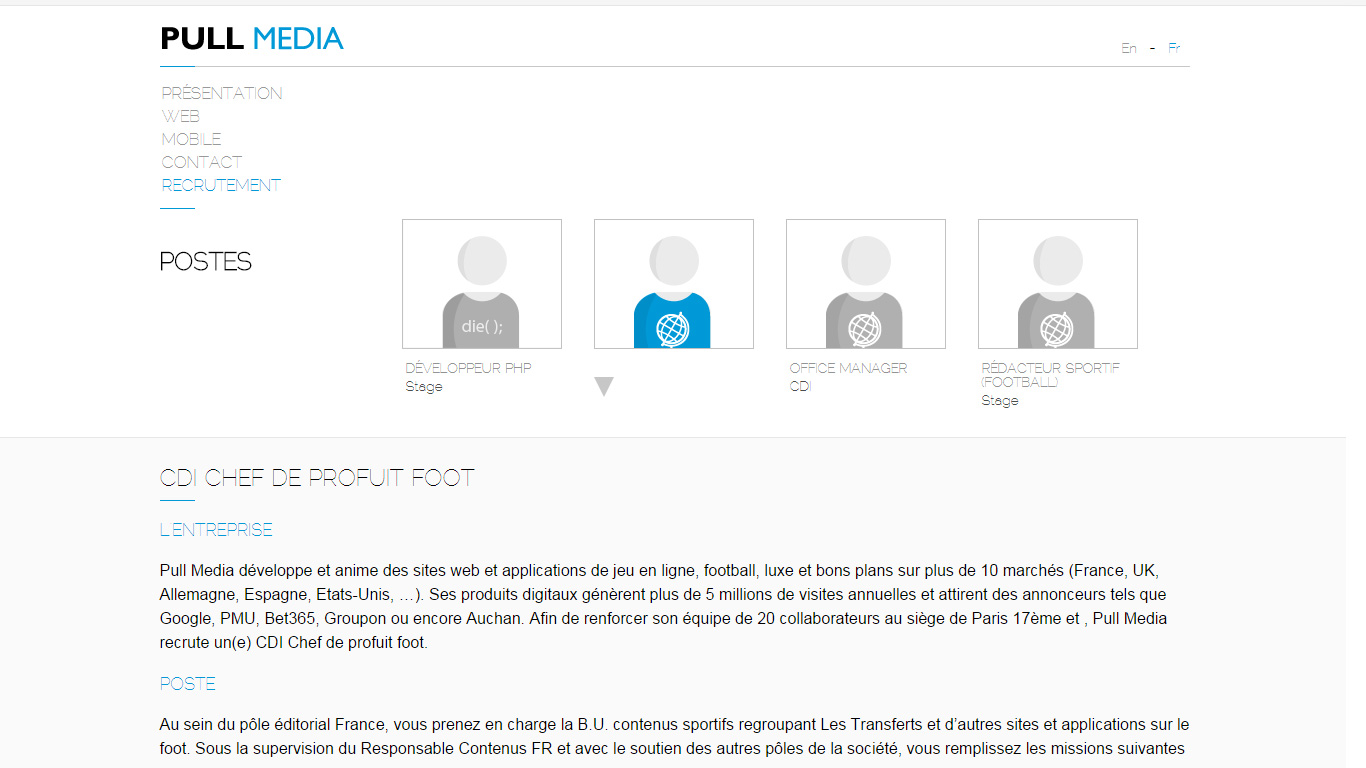 PULL MEDIA
En - Fr
PRÉSENTATION
WEB
MOBILE
CONTACT
RECRUTEMENT
POSTES
die( );
DÉVELOPPEUR PHP
Stage
OFFICE MANAGER
CDI
RÉDACTEUR SPORTIF
(FOOTBALL)
Stage
CDI CHEF DE PROFUIT FOOT
L'ENTREPRISE
Pull Media développe et anime des sites web et applications de jeu en ligne, football, luxe et bons plans sur plus de 10 marchés (France, UK,
Allemagne, Espagne, Etats-Unis, …). Ses produits digitaux génèrent plus de 5 millions de visites annuelles et attirent des annonceurs tels que
Google, PMU, Bet365, Groupon ou encore Auchan. Afin de renforcer son équipe de 20 collaborateurs au siège de Paris 17ème et , Pull Media
recrute un(e) CDI Chef de profuit foot.
POSTE
Au sein du pôle éditorial France, vous prenez en charge la B.U. contenus sportifs regroupant Les Transferts et d’autres sites et applications sur le
foot. Sous la supervision du Responsable Contenus FR et avec le soutien des autres pôles de la société, vous remplissez les missions suivantes